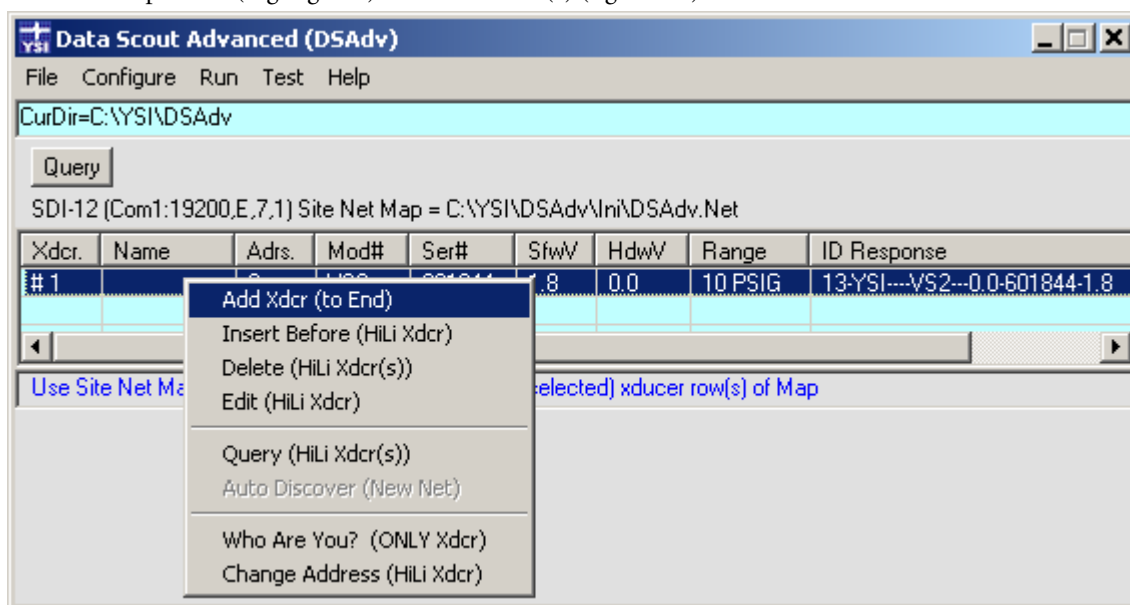 YSI Data Scout Advanced (DSAdv)
File Configure Run Test Help
CurDir=C:\YSI\DSAdv
Query
SDI-12 (Com1:19200,E,7,1) Site Net Map = C:\YSI\DSAdv\Ini\DSAdv.Net
Xdcr. Name Adrs. Mod# Ser# SfwV HdwV Range ID Response
# 1 1.8 0.0 10 PSIG 13-YSI----VS2---0.0-601844-1.8
Add Xdcr (to End)
Insert Before (HiLi Xdcr)
Delete (HiLi Xdcr(s))
Edit (HiLi Xdcr)
Query (HiLi Xdcr(s))
Auto Discover (New Net)
Who Are You? (ONLY Xdcr)
Change Address (HiLi Xdcr)
Use Site Net Ma selected) xducer row(s) of Map